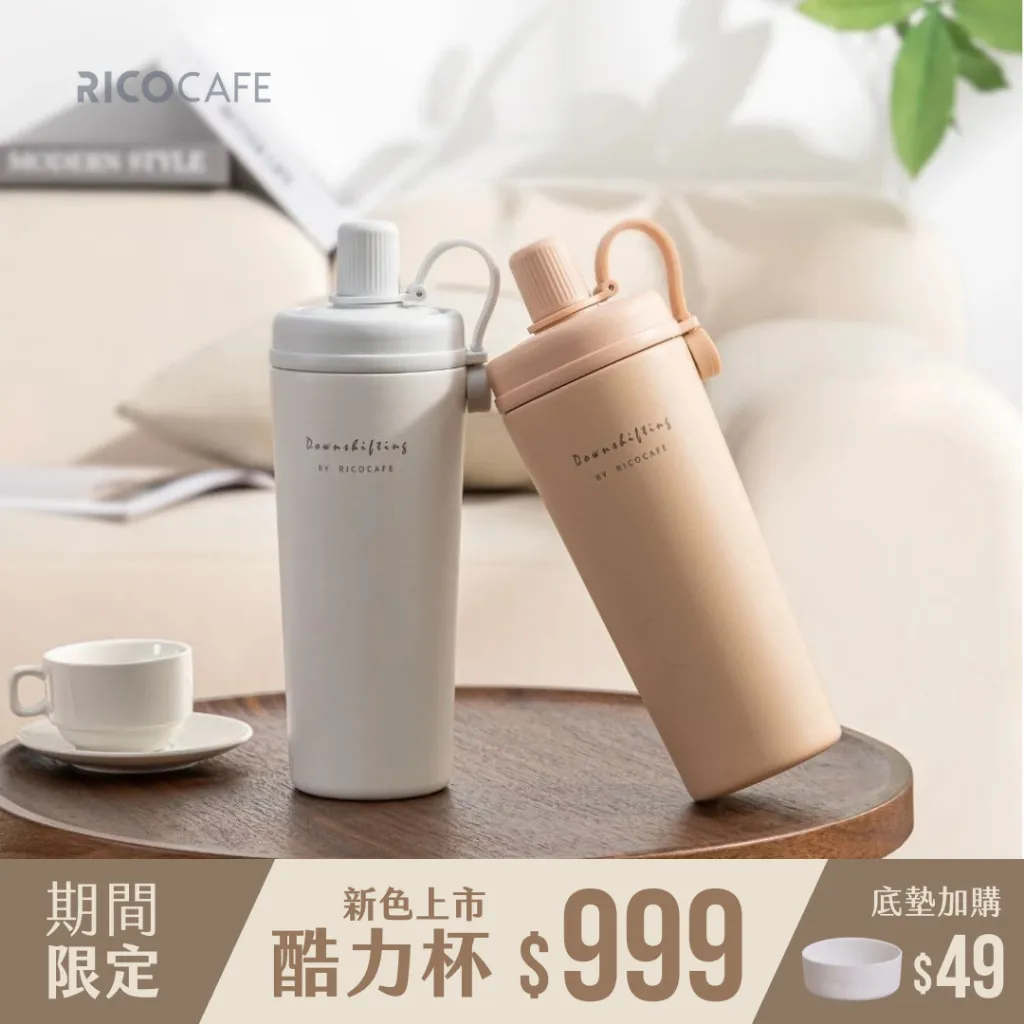 RICOCAFE
MODERN STYLE
Downshifting
BY RICOCAFE
Downshifting
BY RICOCAFE
期間
限定
新色上市
酷力杯 $999
底墊加購
$49